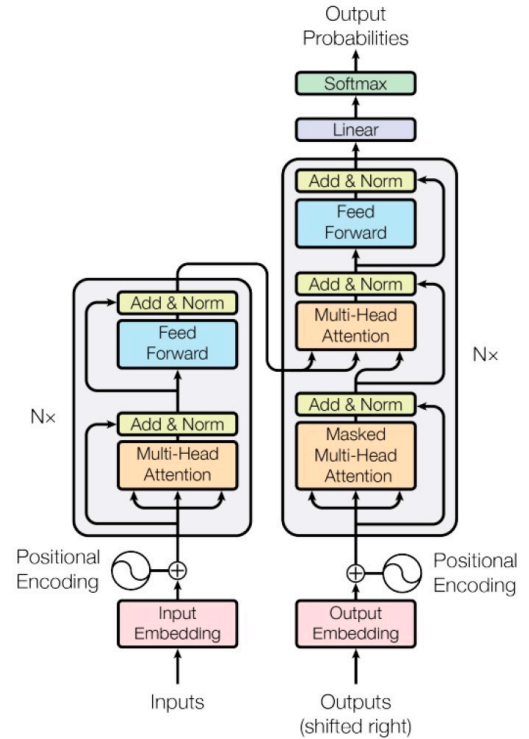 Output
Probabilities
Softmax
Linear
Add & Norm
Feed
Forward
Add & Norm
Multi-Head
Attention
Add & Norm
Masked
Multi-Head
Attention
Nx
Add & Norm
Feed
Forward
Add & Norm
Multi-Head
Attention
Nx
Positional
Encoding
Positional
Encoding
Input
Embedding
Output
Embedding
Inputs
Outputs
(shifted right)